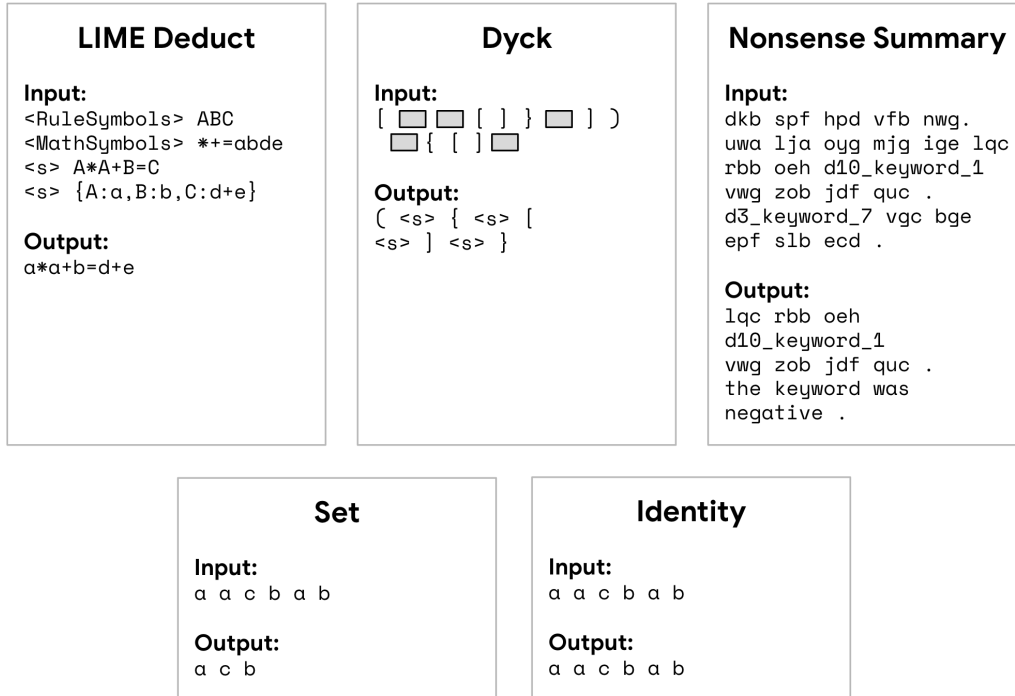 LIME Deduct
Input:
<RuleSymbols> ABC
<MathSymbols> *+=abde
<s> A*A+B=C
<s> {A:a,B:b,C:d+e}
Output:
a*a+b=d+e
Dyck
Input:
[ [ ] } ] )
{ [ ]
Output:
( <s> { <s> [
<s> ] <s> }
Nonsense Summary
Input:
dkb spf hpd vfb nwg.
uwa lja oyg mjg ige lqc
rbb oeh d10_keyword_1
vwg zob jdf quc .
d3_keyword_7 vgc bge
epf slb ecd .
Output:
lqc rbb oeh
d10_keyword_1
vwg zob jdf quc .
the keyword was
negative .
Set
Input:
a a c b a b
Output:
a c b
Identity
Input:
a a c b a b
Output:
a a c b a b